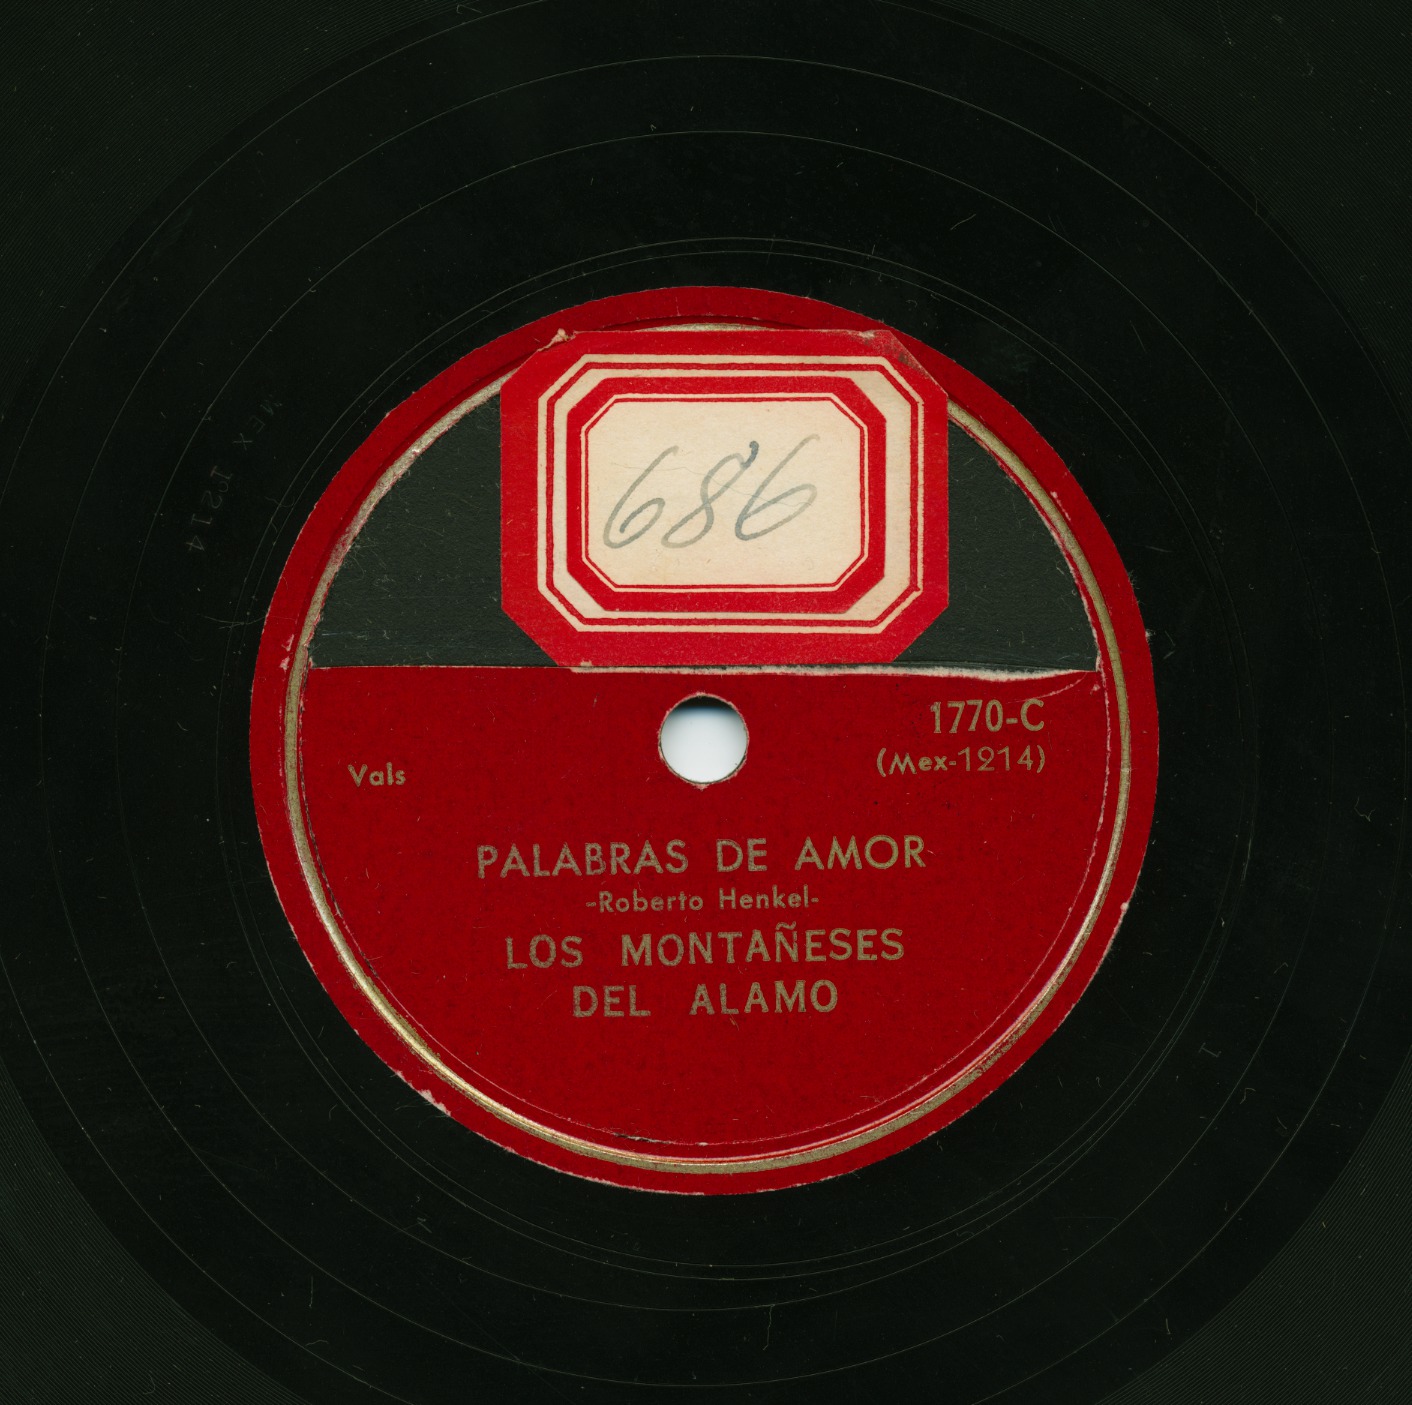 686
1770-C
(Mex-1214)
Vals
PALABRAS DE AMOR
-Roberto Henkel-
LOS MONTAÑESES
DEL ALAMO
MEX 1214